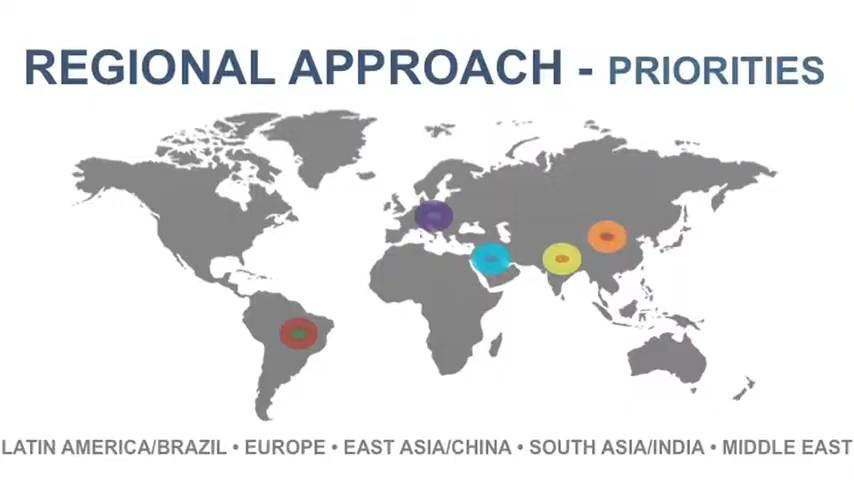 REGIONAL APPROACH - PRIORITIES
LATIN AMERICA/BRAZIL • EUROPE • EAST ASIA/CHINA • SOUTH ASIA/INDIA • MIDDLE EAST